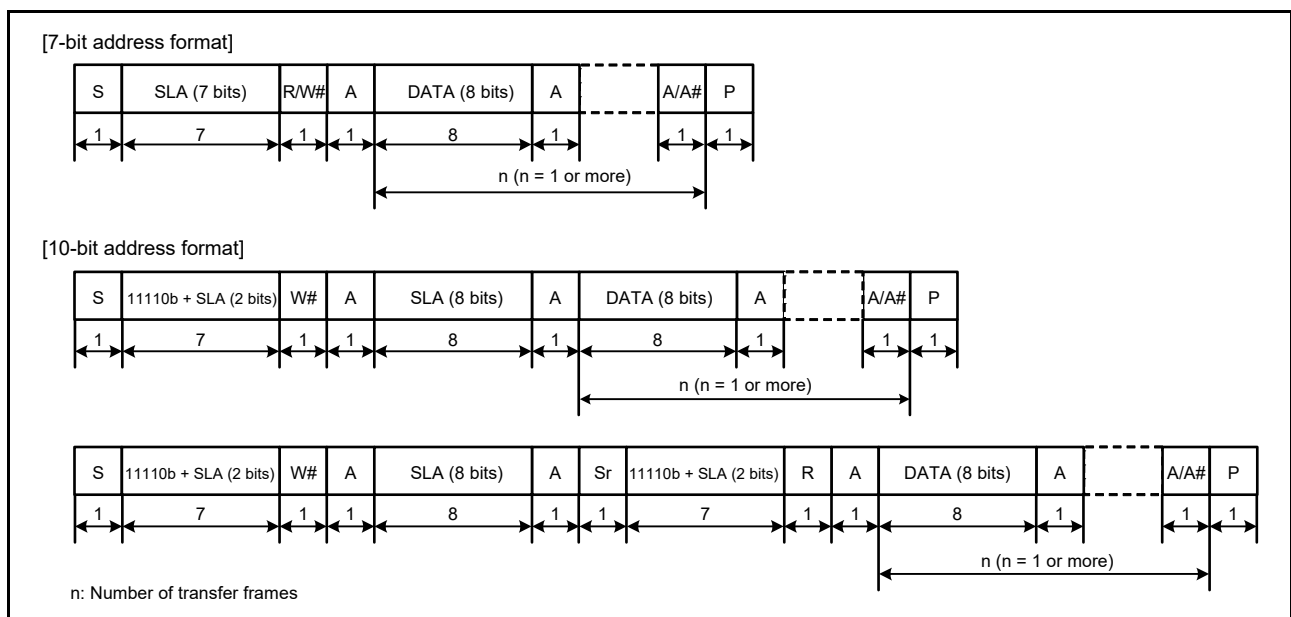 [7-bit address format]
S SLA (7 bits) R/W# A DATA (8 bits) A A/A# P
1 7 1 1 8 1 1 1
n (n = 1 or more)
[10-bit address format]
S 11110b + SLA (2 bits) W# A SLA (8 bits) A DATA (8 bits) A A/A# P
1 7 1 1 8 1 8 1 1 1
n (n = 1 or more)
S 11110b + SLA (2 bits) W# A SLA (8 bits) A Sr 11110b + SLA (2 bits) R A DATA (8 bits) A A/A# P
1 7 1 1 8 1 1 7 1 1 8 1 1 1
n (n = 1 or more)
n: Number of transfer frames